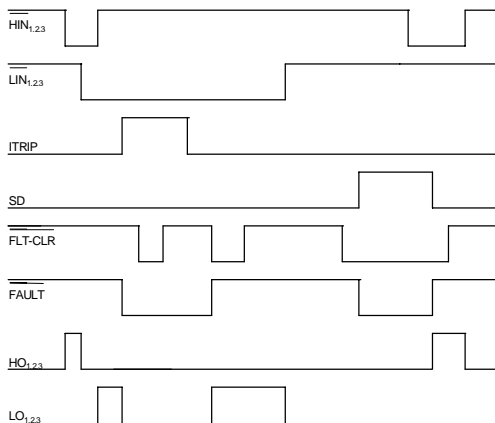 HIN1,2,3
LIN1,2,3
ITRIP
SD
FLT-CLR
FAULT
HO1,2,3
LO1,2,3